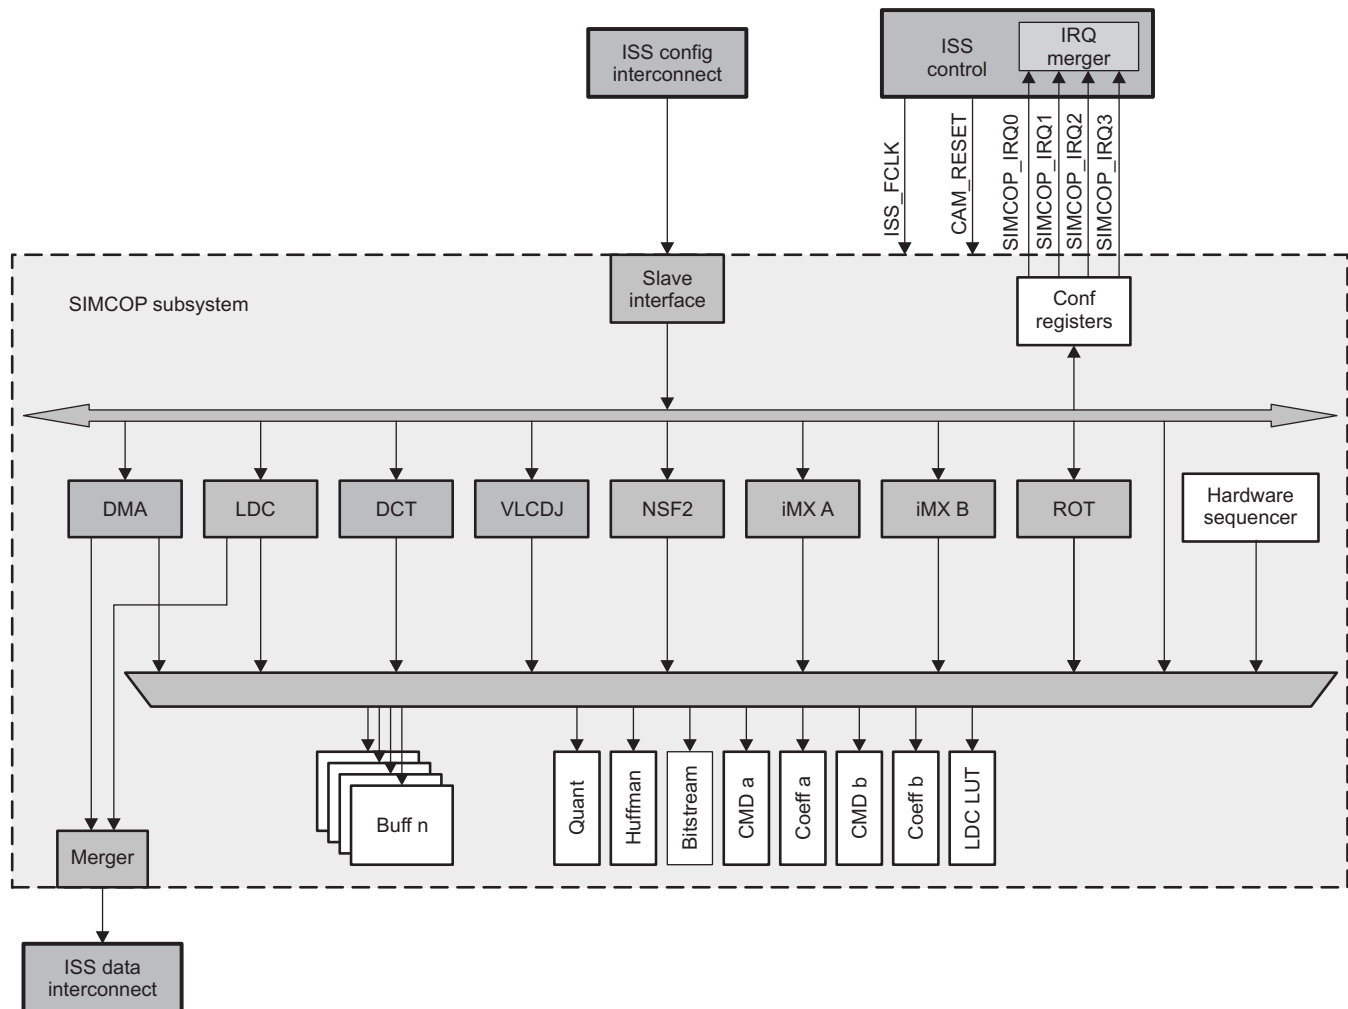 ISS config
interconnect
ISS
control
IRQ
merger
ISS_FCLK
CAM_RESET
SIMCOP_IRQ0
SIMCOP_IRQ1
SIMCOP_IRQ2
SIMCOP_IRQ3
SIMCOP subsystem
Slave
interface
Conf
registers
DMA
LDC
DCT
VLCDJ
NSF2
iMX A
iMX B
ROT
Hardware
sequencer
Buff n
Quant
Huffman
Bitstream
CMD a
Coeff a
CMD b
Coeff b
LDC LUT
Merger
ISS data
interconnect